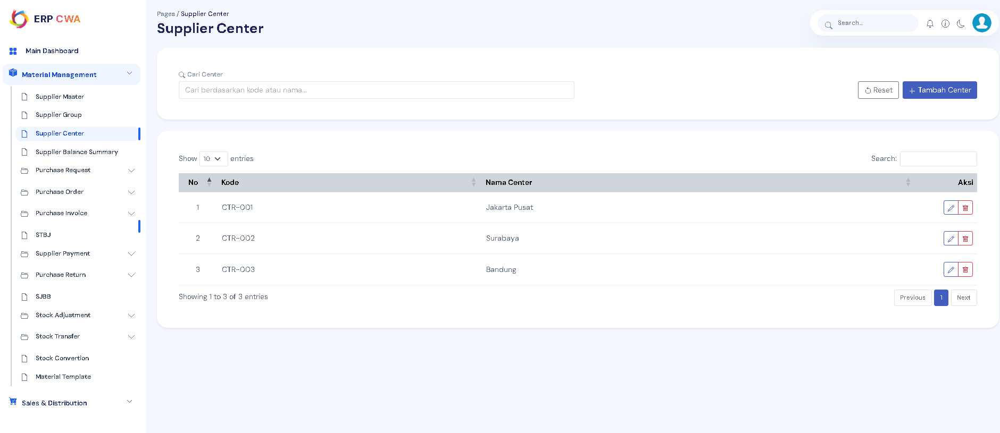 ERP CWA
Main Dashboard
Material Management
Supplier Master
Supplier Group
Supplier Center
Supplier Balance Summary
Purchase Request
Purchase Order
Purchase Invoice
STBJ
Supplier Payment
Purchase Return
SJBB
Stock Adjustment
Stock Transfer
Stock Convertion
Material Template
Sales & Distribution
Pages / Supplier Center
Supplier Center
Search...
Cari Center
Cari berdasarkan kode atau nama...
Reset
Tambah Center
Show 10 entries
Search:
No Kode Nama Center Aksi
1 CTR-001 Jakarta Pusat
2 CTR-002 Surabaya
3 CTR-003 Bandung
Showing 1 to 3 of 3 entries
Previous 1 Next